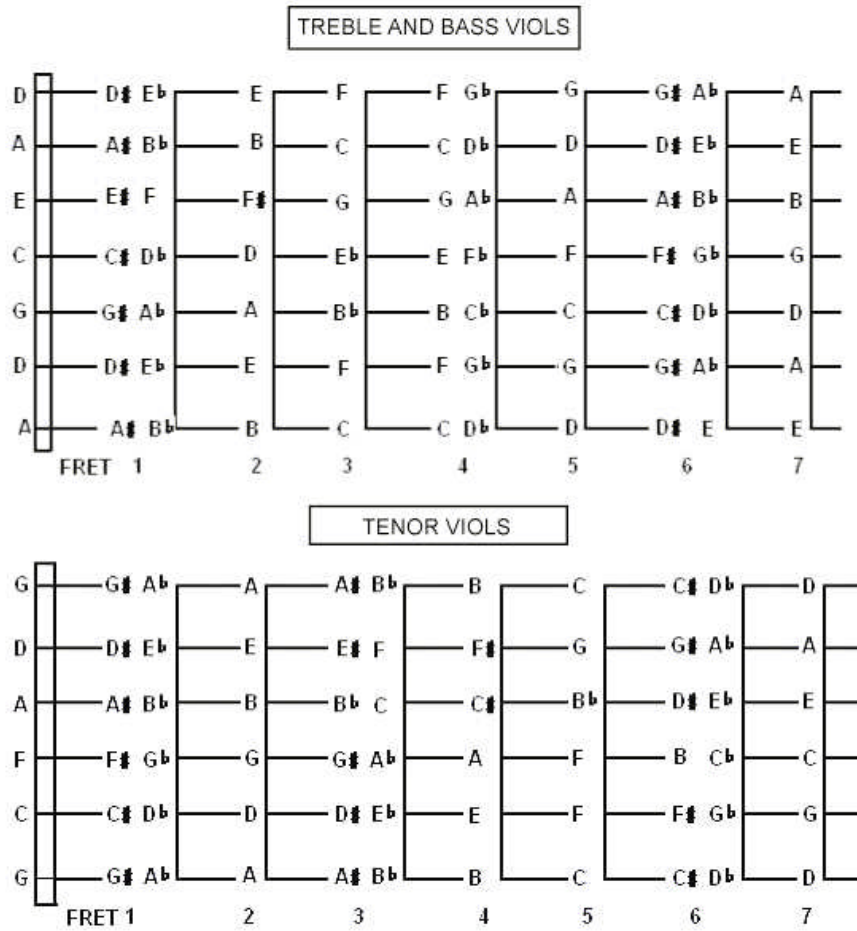 TREBLE AND BASS VIOLS
D D♯ E♭ E F F G♭ G G♯ A♭ A
A A♯ B♭ B C C D♭ D D♯ E♭ E
E E♯ F F♯ G G A♭ A A♯ B♭ B
C C♯ D♭ D E♭ E F♭ F F♯ G♭ G
G G♯ A♭ A B♭ B C♭ C C♯ D♭ D
D D♯ E♭ E F F G♭ G G♯ A♭ A
A A♯ B♭ B C C D♭ D D♯ E E
FRET 1 2 3 4 5 6 7
TENOR VIOLS
G G♯ A♭ A A♯ B♭ B C C♯ D♭ D
D D♯ E♭ E E♯ F F♯ G G♯ A♭ A
A A♯ B♭ B B♭ C C♯ B♭ D♯ E♭ E
F F♯ G♭ G G♯ A♭ A F B C♭ C
C C♯ D♭ D D♯ E♭ E F F♯ G♭ G
G G♯ A♭ A A♯ B♭ B C C♯ D♭ D
FRET 1 2 3 4 5 6 7